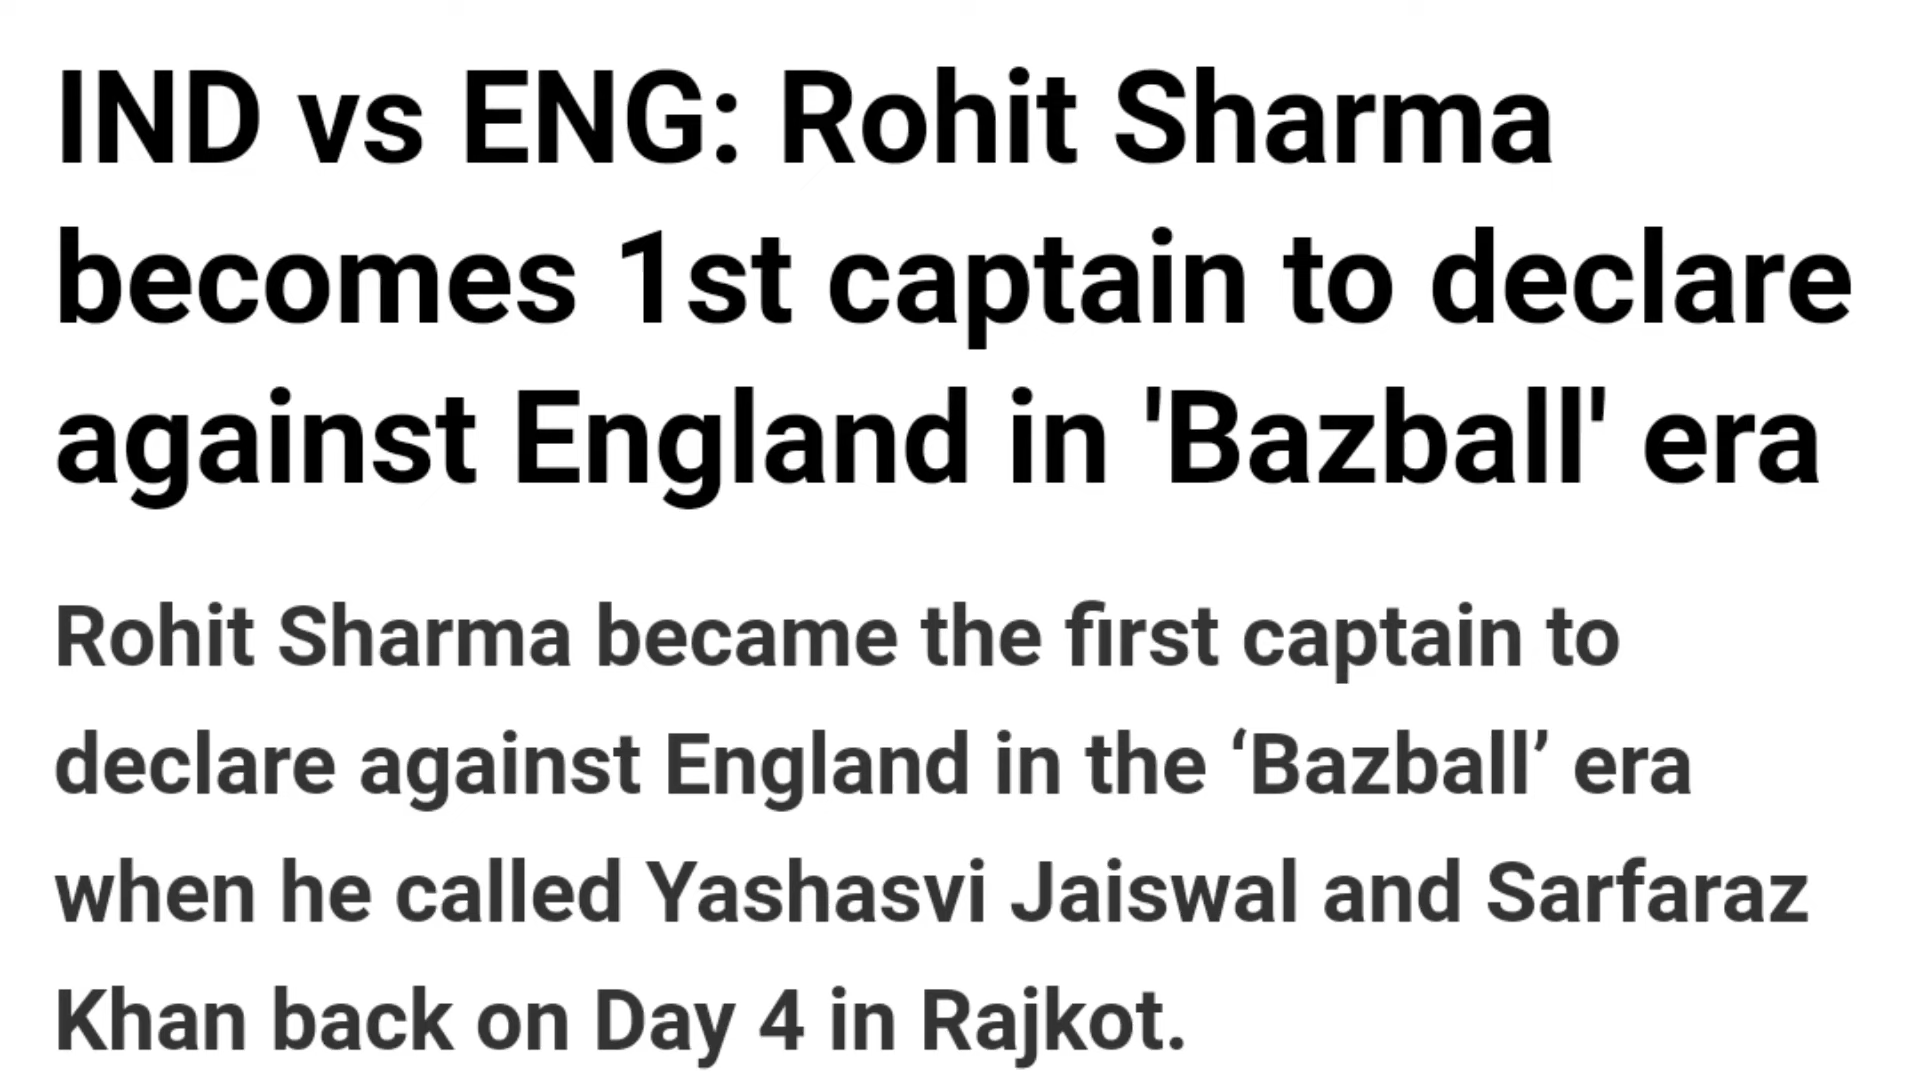 IND vs ENG: Rohit Sharma
becomes 1st captain to declare
against England in 'Bazball' era
Rohit Sharma became the first captain to
declare against England in the ‘Bazball’ era
when he called Yashasvi Jaiswal and Sarfaraz
Khan back on Day 4 in Rajkot.